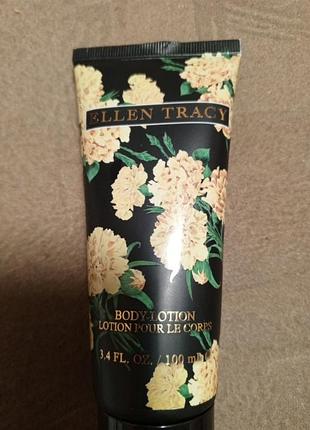 ELLEN TRACY
BODY LOTION
LOTION POUR LE CORPS
3.4 FL. OZ. / 100 ml